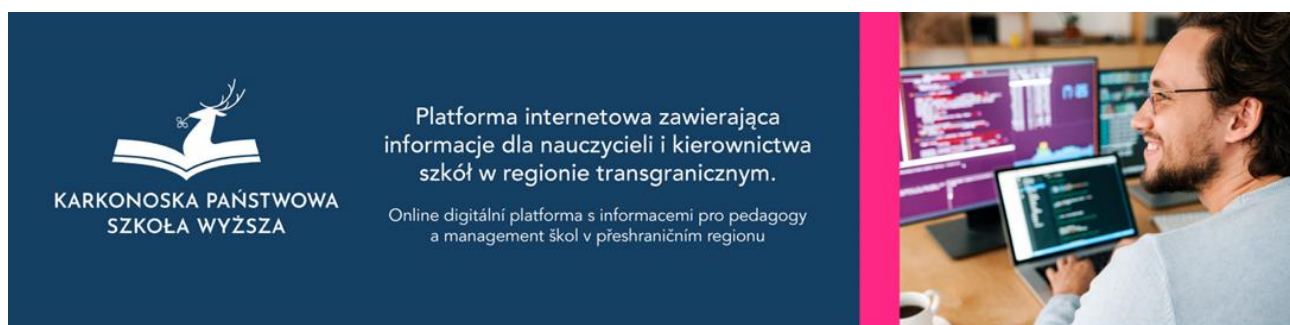 KARKONOSKA PAŃSTWOWA
SZKOŁA WYŻSZA
Platforma internetowa zawierająca
informacje dla nauczycieli i kierownictwa
szkół w regionie transgranicznym.
Online digitální platforma s informacemi pro pedagogy
a management škol v přeshraničním regionu